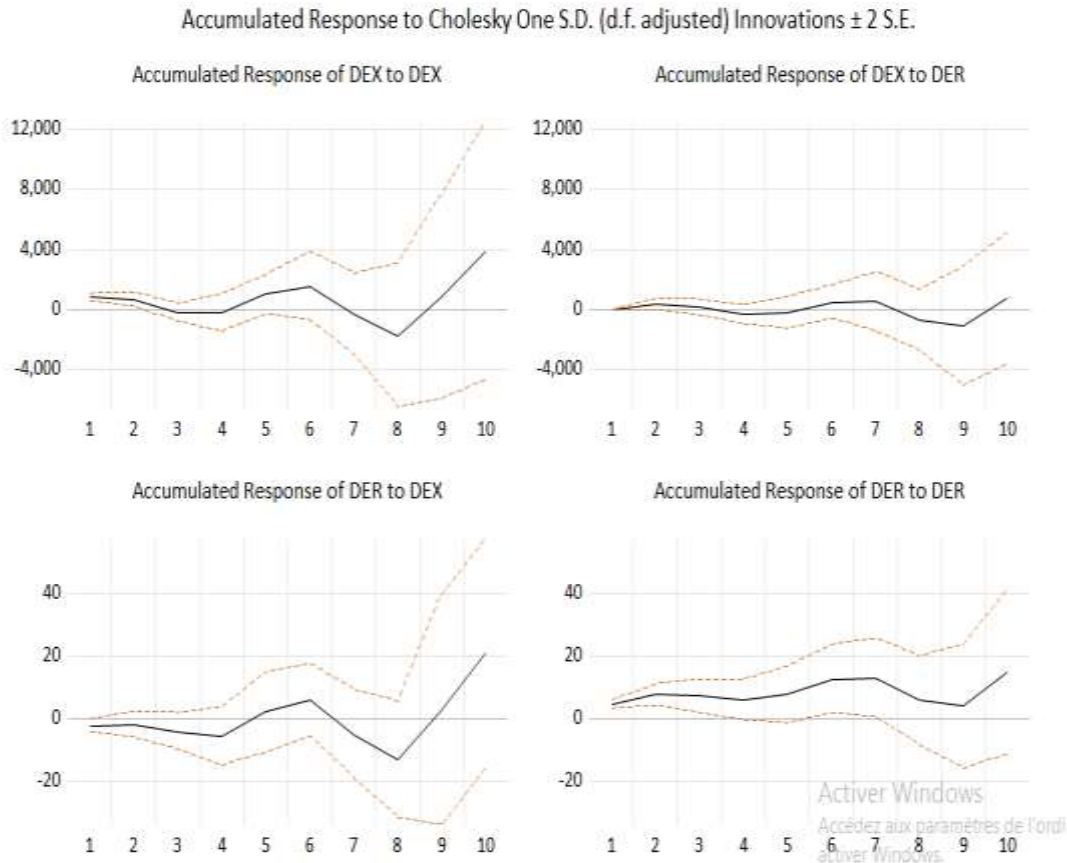 Accumulated Response to Cholesky One S.D. (d.f. adjusted) Innovations ± 2 S.E.
Accumulated Response of DEX to DEX
12,000
8,000
4,000
0
-4,000
1 2 3 4 5 6 7 8 9 10
Accumulated Response of DEX to DER
12,000
8,000
4,000
0
-4,000
1 2 3 4 5 6 7 8 9 10
Accumulated Response of DER to DEX
40
20
0
-20
1 2 3 4 5 6 7 8 9 10
Accumulated Response of DER to DER
40
20
0
-20
1 2 3 4 5 6 7 8 9 10
Activer Windows
Accédez aux paramètres de l'ordi
activer Windows.